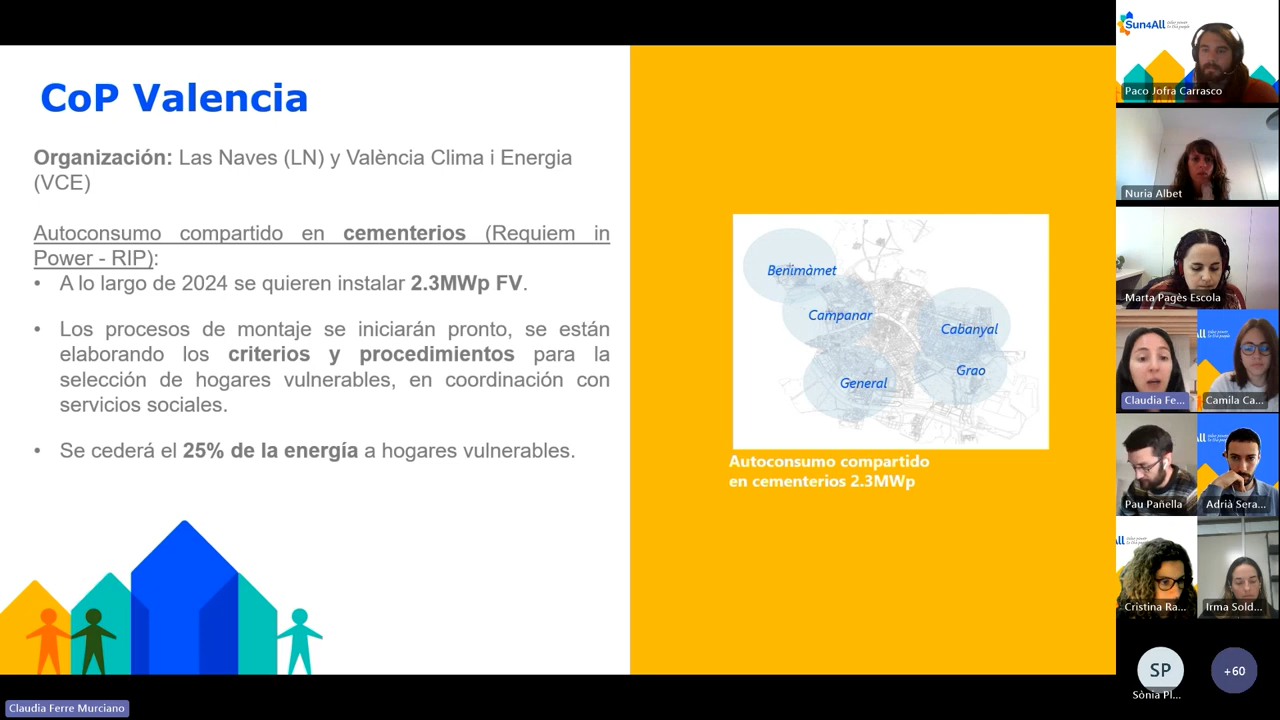 CoP Valencia
Organización: Las Naves (LN) y València Clima i Energia
(VCE)
Autoconsumo compartido en cementerios (Requiem in
Power - RIP):
• A lo largo de 2024 se quieren instalar 2.3MWp FV.
• Los procesos de montaje se iniciarán pronto, se están
elaborando los criterios y procedimientos para la
selección de hogares vulnerables, en coordinación con
servicios sociales.
• Se cederá el 25% de la energía a hogares vulnerables.
Benimàmet
Campanar
Cabanyal
General
Grao
Autoconsumo compartido
en cementerios 2.3MWp
Claudia Ferre Murciano
Sun4All
Paco Jofra Carrasco
Nuria Albet
Marta Pagès Escola
Claudia Fe...
Camila Ca...
Pau Pañella
Adrià Sera...
Cristina Ra...
Irma Sold...
SP
Sònia Pl...
+60